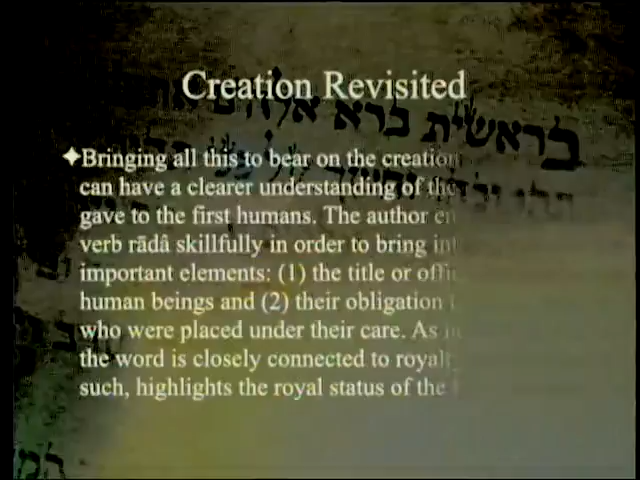 Creation Revisited
בראשית ברא אלהים
✦Bringing all this to bear on the creation
can have a clearer understanding of the
gave to the first humans. The author
verb rādâ skillfully in order to bring
important elements: (1) the title or
human beings and (2) their obligation
who were placed under their care. As
the word is closely connected to
such, highlights the royal status of the